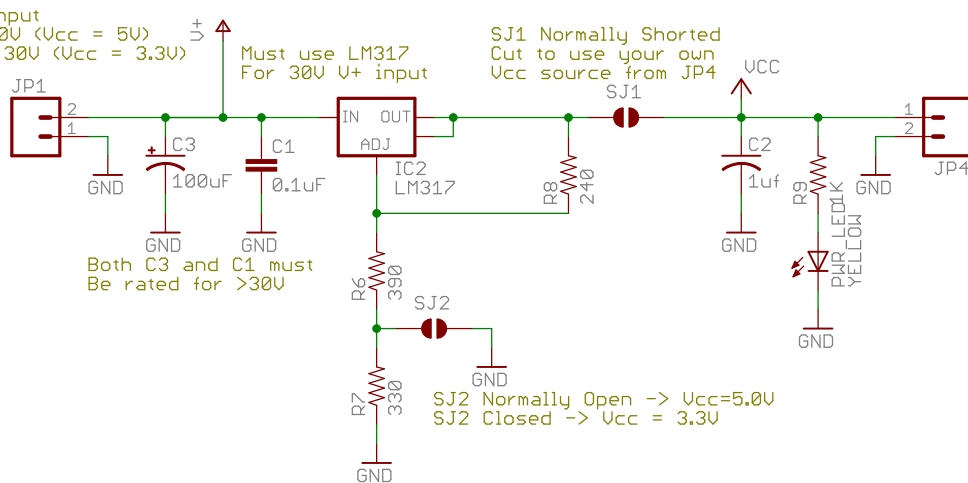 nput
0V (Vcc = 5V)
30V (Vcc = 3.3V)
V+
Must use LM317
For 30V V+ input
SJ1 Normally Shorted
Cut to use your own
Vcc source from JP4
SJ1
VCC
JP1
2
1
GND
C3
100uF
GND
C1
0.1uF
GND
Both C3 and C1 must
Be rated for >30V
IN
OUT
ADJ
IC2
LM317
R8
240
R6
390
SJ2
GND
R7
330
GND
SJ2 Normally Open -> Vcc=5.0V
SJ2 Closed -> Vcc = 3.3V
C2
1uf
GND
R9
1K
PWR_LED
YELLOW
GND
1
2
GND
JP4